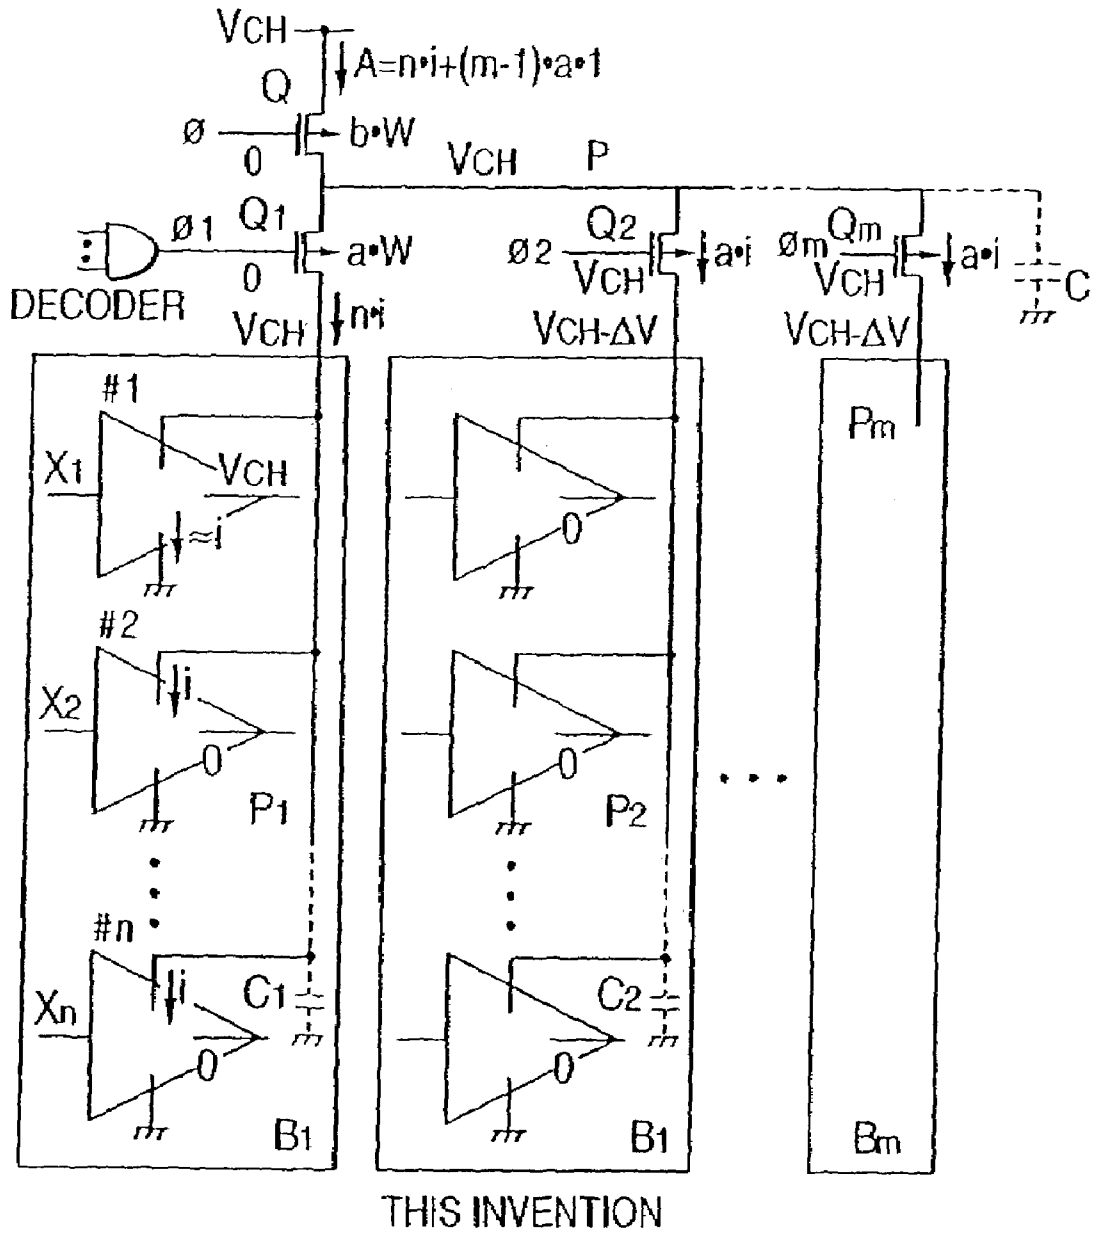 VCH
A=n•i+(m-1)•a•1
Q
Ø
0
b•W
VCH
P
Q1
Ø1
0
a•W
DECODER
VCH
n•i
Q2
Ø2
VCH
a•i
VCH-ΔV
Qm
Øm
VCH
a•i
VCH-ΔV
C
#1
X1
VCH
≈i
0
Pm
#2
X2
i
0
P1
0
P2
#n
Xn
i
0
C1
B1
C2
0
B1
Bm
THIS INVENTION